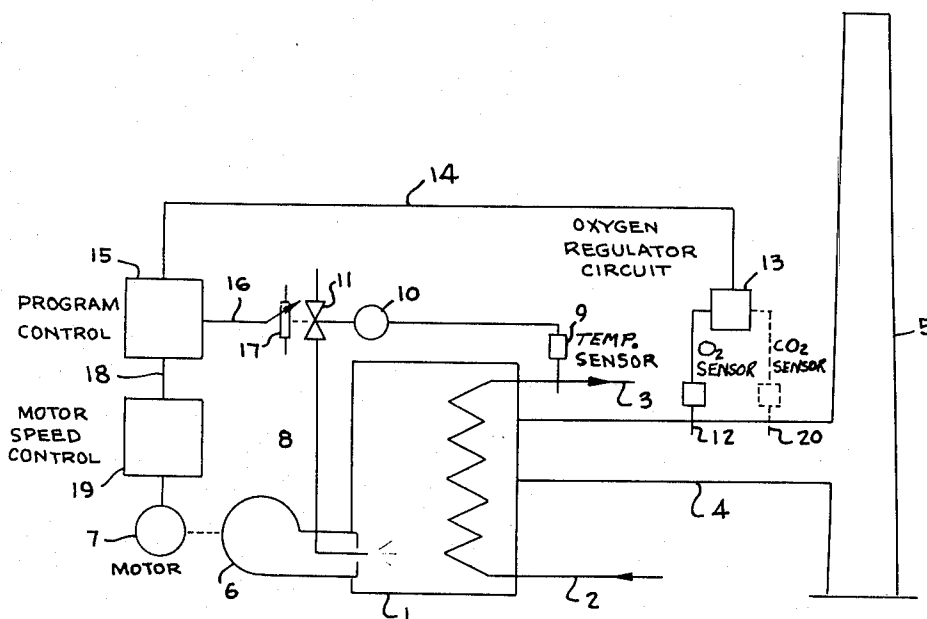 14
OXYGEN
REGULATOR
CIRCUIT
13
15
PROGRAM
CONTROL
16
17
11
10
9
TEMP.
SENSOR
O2
SENSOR
CO2
SENSOR
5
18
3
12
20
MOTOR
SPEED
CONTROL
19
8
4
7
MOTOR
6
1
2